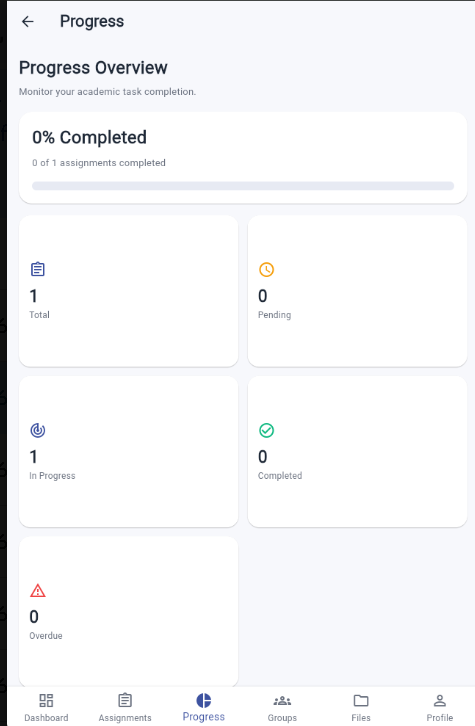 Progress
Progress Overview
Monitor your academic task completion.
0% Completed
0 of 1 assignments completed
1
Total
0
Pending
1
In Progress
0
Completed
0
Overdue
Dashboard
Assignments
Progress
Groups
Files
Profile